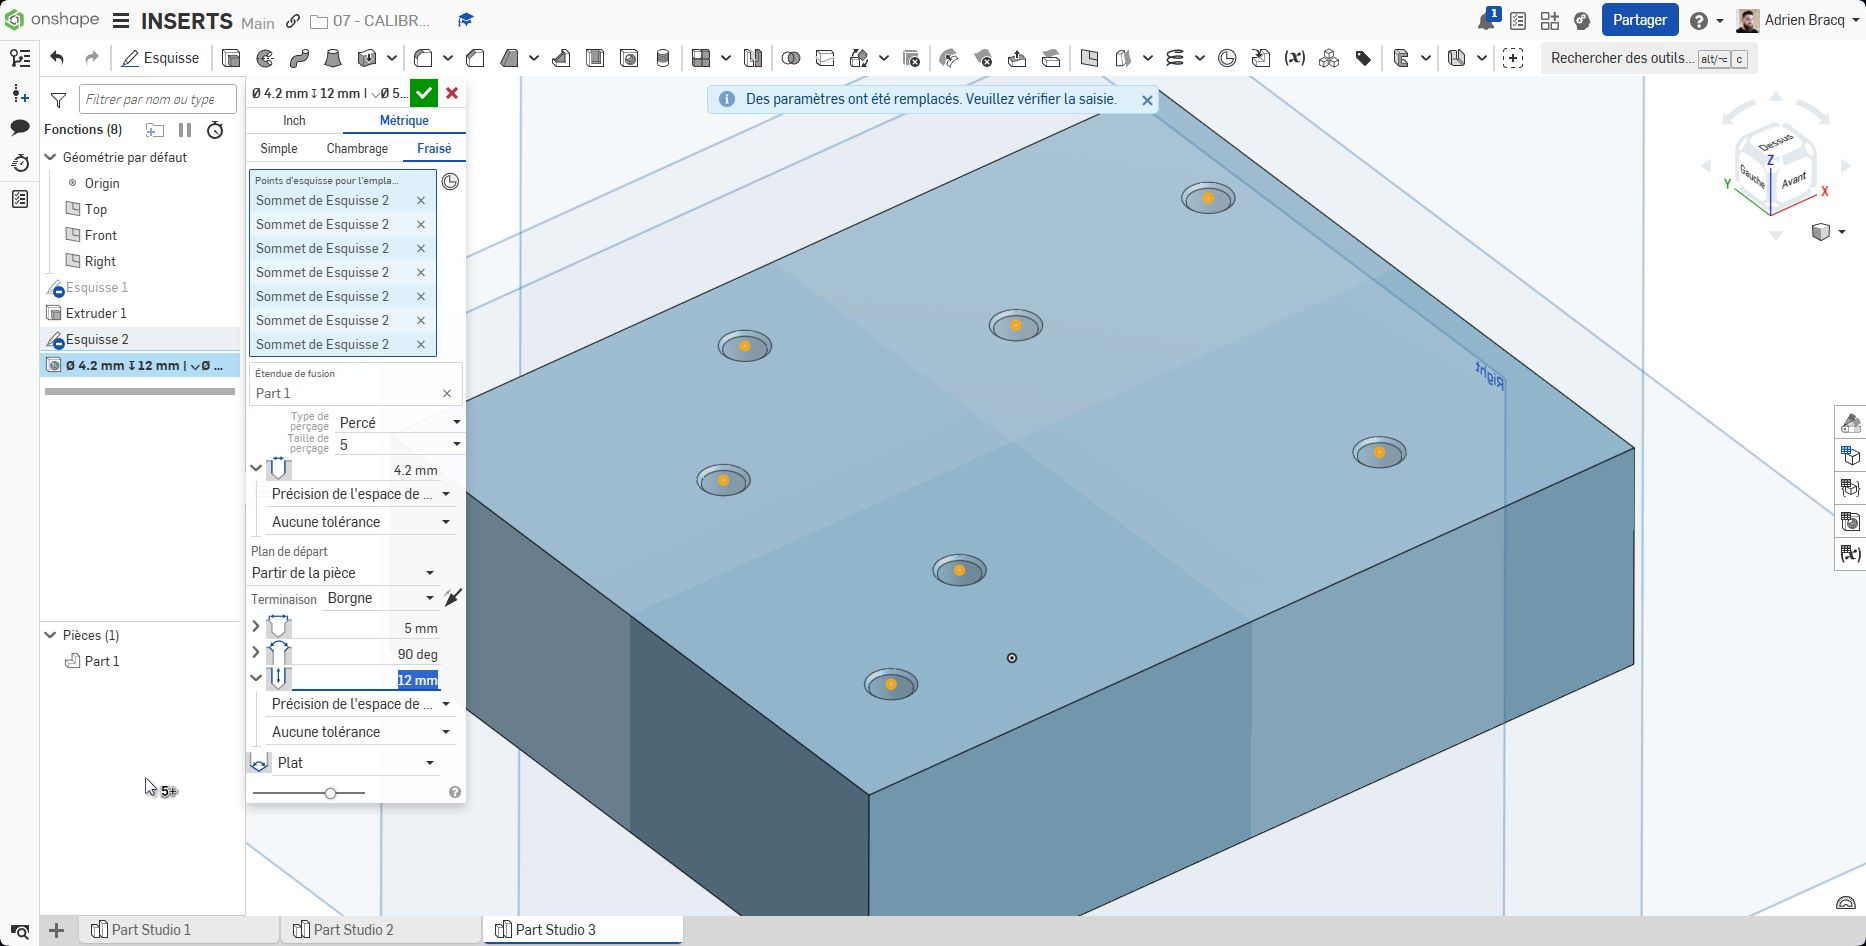 onshape
INSERTS
Main
07 - CALIBR...
1
Partager
Adrien Bracq
Esquisse
Rechercher des outils...
alt/⌥
c
Filtrer par nom ou type
Fonctions (8)
Géométrie par défaut
Origin
Top
Front
Right
Esquisse 1
Extruder 1
Esquisse 2
Ø 4.2 mm ↧ 12 mm | ⌵Ø ...
Pièces (1)
Part 1
5+
Ø 4.2 mm ↧ 12 mm | ⌵Ø 5...
Inch
Métrique
Simple
Chambrage
Fraisé
Points d'esquisse pour l'empla...
Sommet de Esquisse 2
Sommet de Esquisse 2
Sommet de Esquisse 2
Sommet de Esquisse 2
Sommet de Esquisse 2
Sommet de Esquisse 2
Sommet de Esquisse 2
Étendue de fusion
Part 1
Type de perçage
Percé
Taille de perçage
5
4.2 mm
Précision de l'espace de ...
Aucune tolérance
Plan de départ
Partir de la pièce
Terminaison
Borgne
5 mm
90 deg
12 mm
Précision de l'espace de ...
Aucune tolérance
Plat
Des paramètres ont été remplacés. Veuillez vérifier la saisie.
Right
Dessus
Gauche
Avant
Z
Y
X
Part Studio 1
Part Studio 2
Part Studio 3